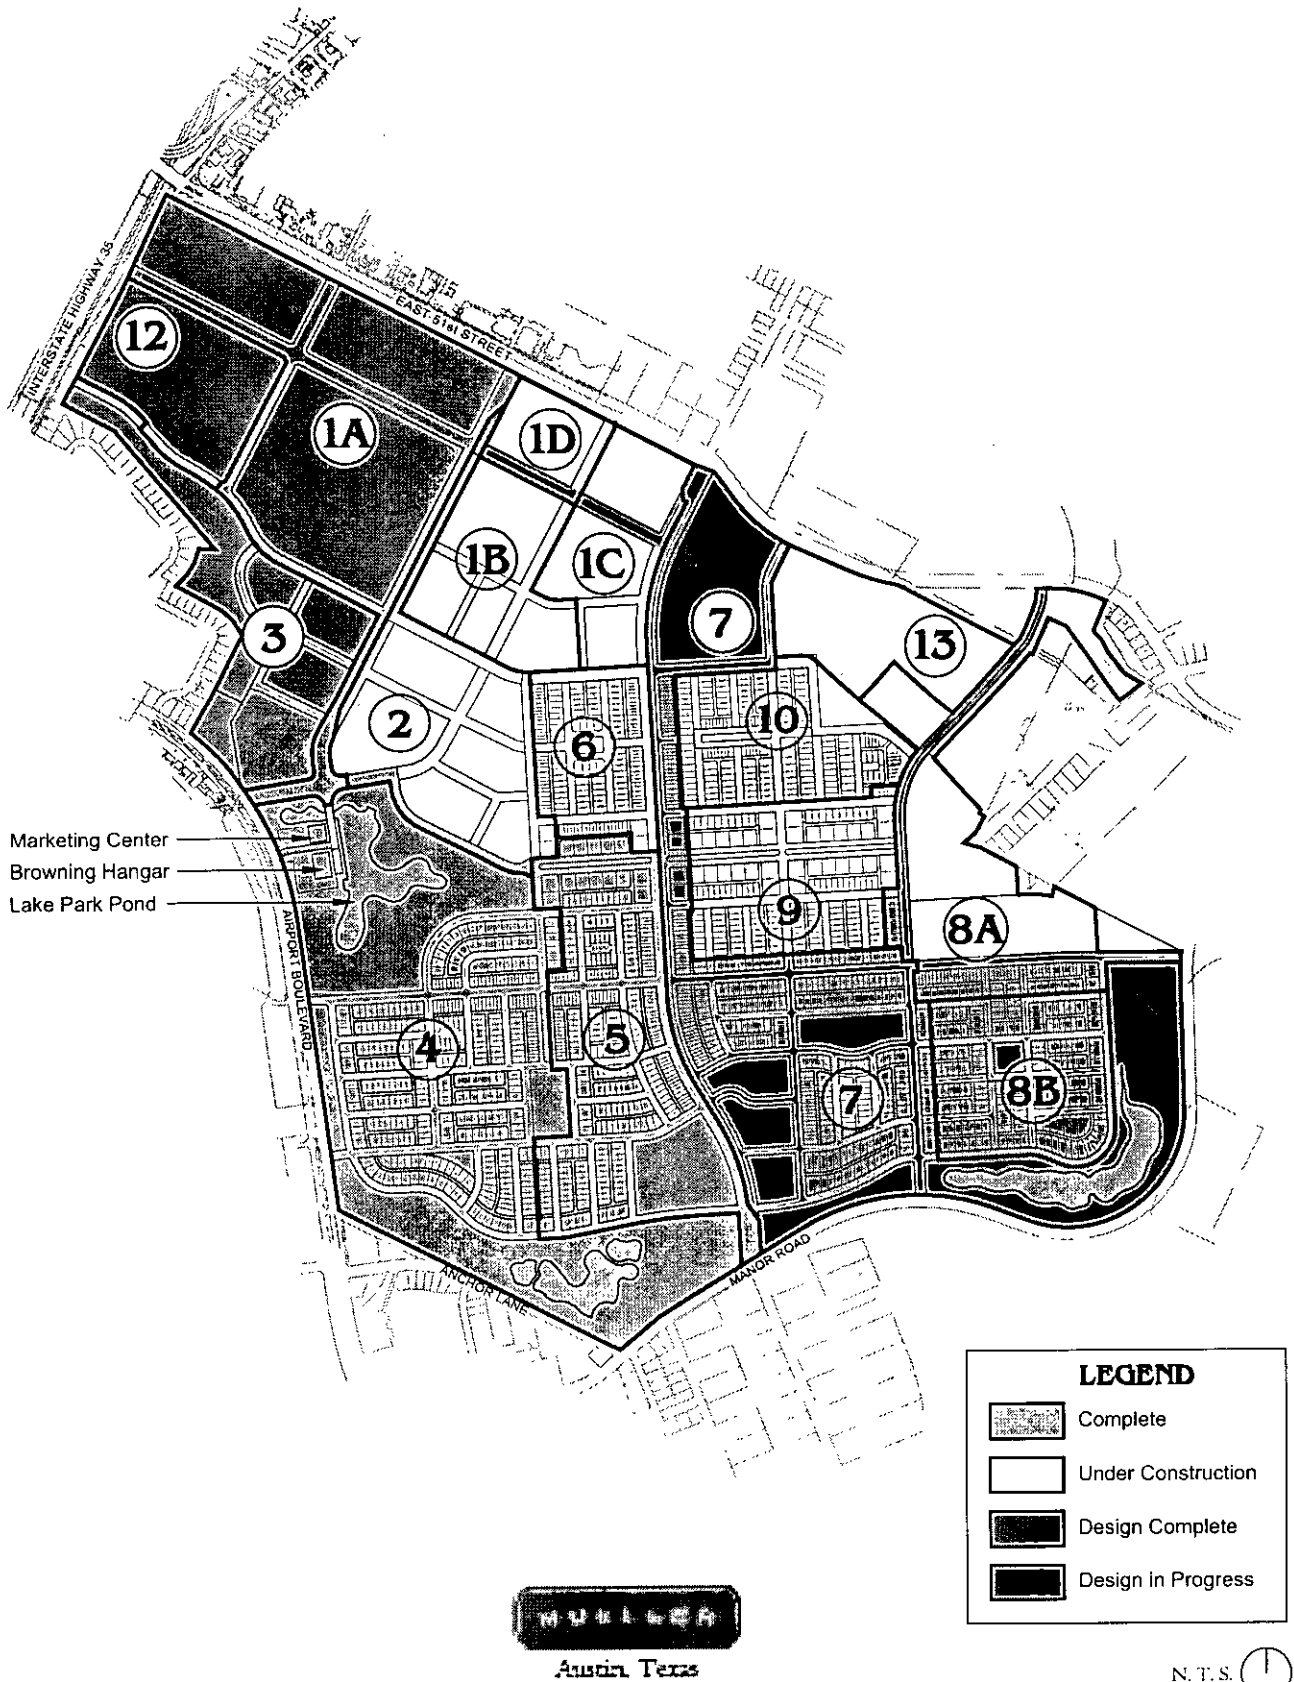 INTERSTATE HIGHWAY 35
EAST 51st STREET
12
1A
1D
1B
1C
7
3
13
2
6
10
Marketing Center
Browning Hangar
Lake Park Pond
9
8A
AIRPORT BOULEVARD
4
5
7
8B
ANCHOR LANE
MANOR ROAD
LEGEND
Complete
Under Construction
Design Complete
Design in Progress
MUELLER
Austin, Texas
N. T. S.